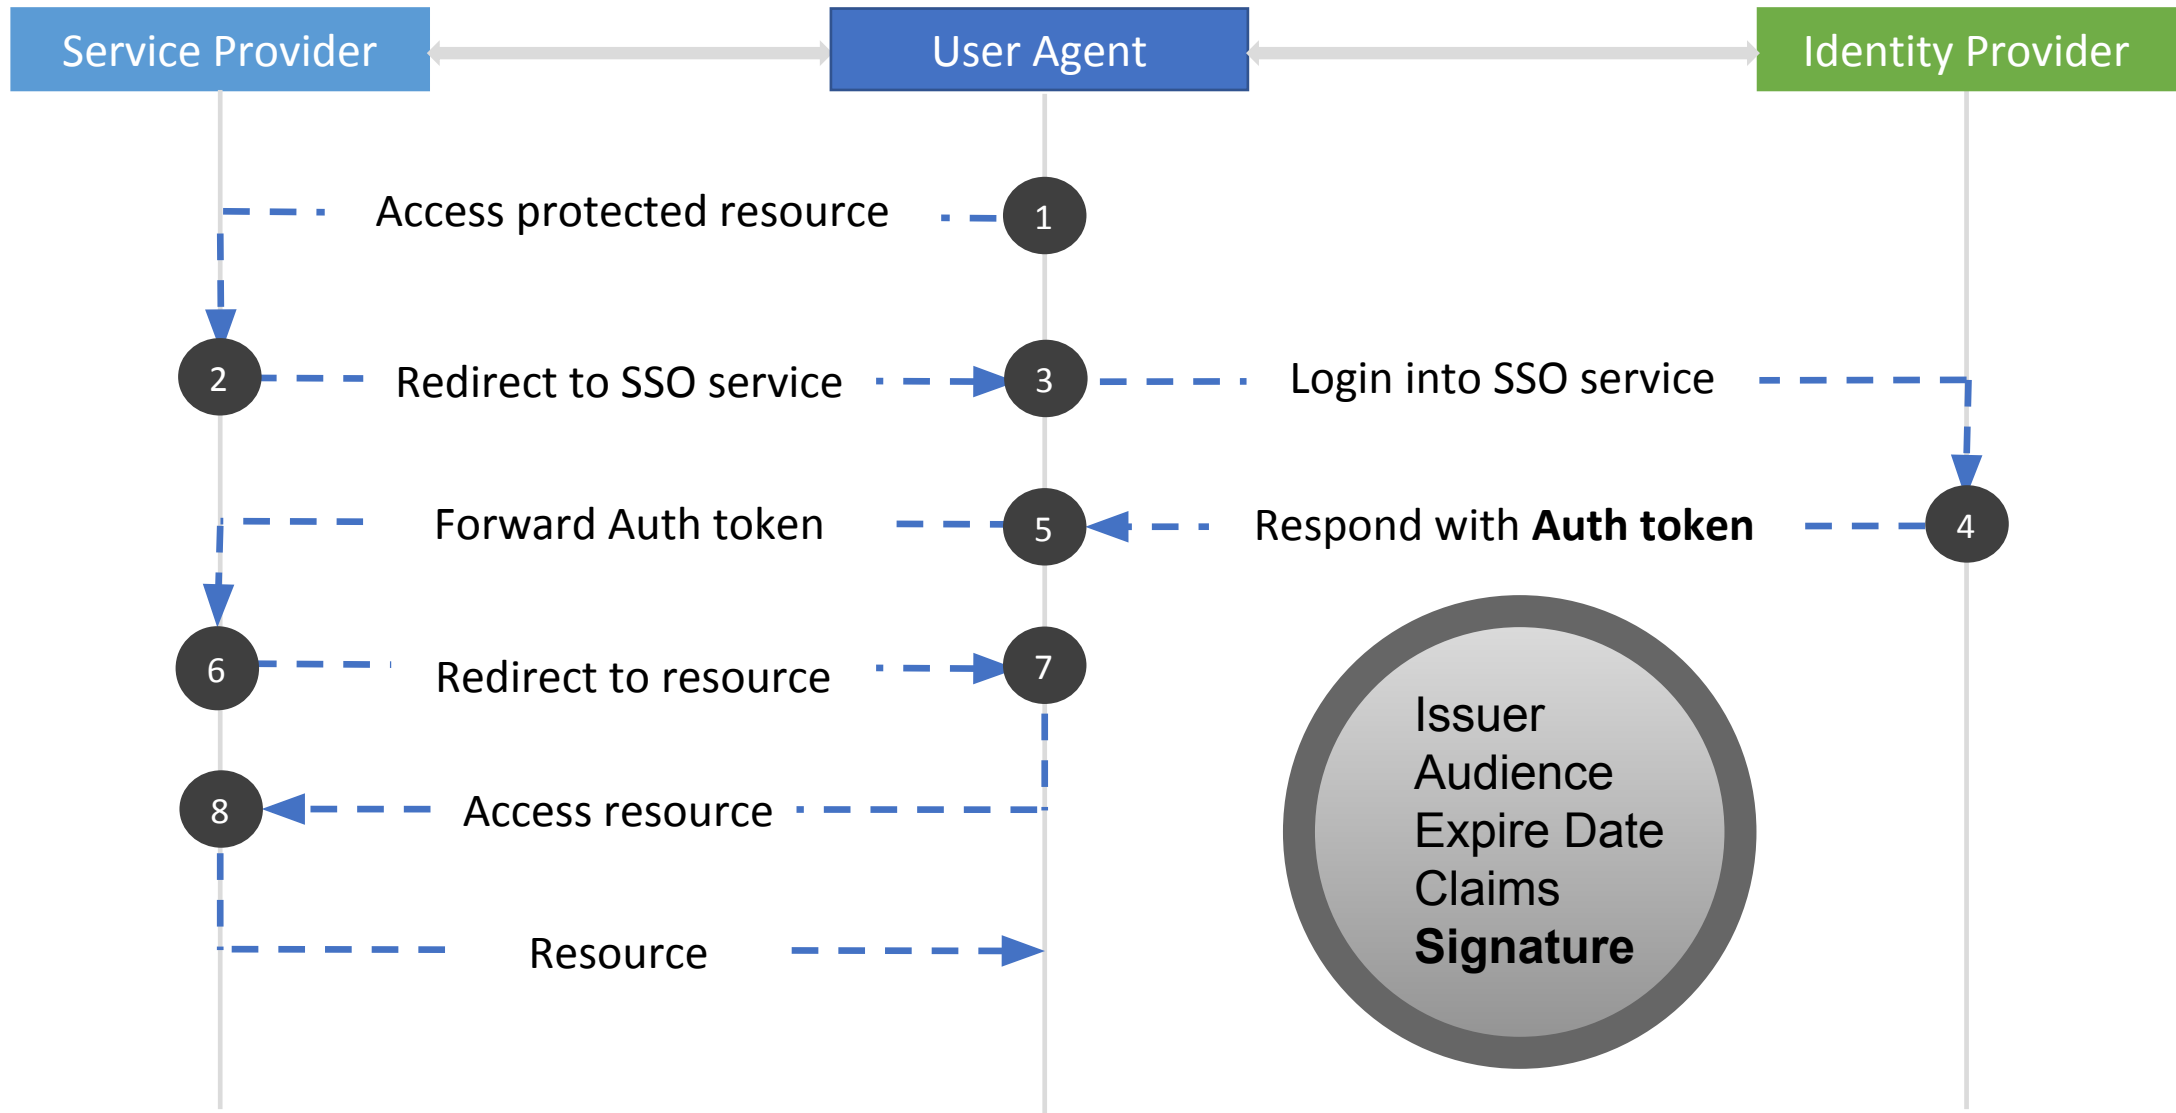 Service Provider
User Agent
Identity Provider
Access protected resource
1
2
Redirect to SSO service
3
Login into SSO service
Forward Auth token
5
Respond with Auth token
4
6
Redirect to resource
7
8
Access resource
Resource
Issuer
Audience
Expire Date
Claims
Signature